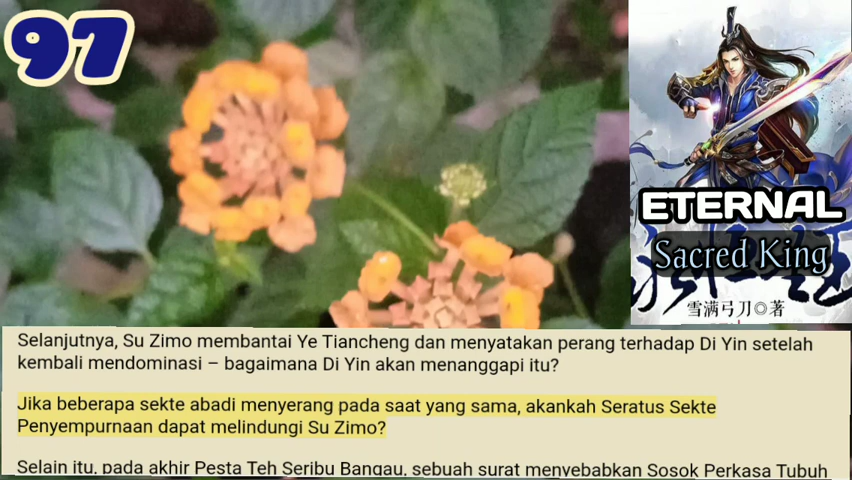 97
ETERNAL
Sacred King
雪满弓刀◎著
Selanjutnya, Su Zimo membantai Ye Tiancheng dan menyatakan perang terhadap Di Yin setelah
kembali mendominasi – bagaimana Di Yin akan menanggapi itu?
Jika beberapa sekte abadi menyerang pada saat yang sama, akankah Seratus Sekte
Penyempurnaan dapat melindungi Su Zimo?
Selain itu, pada akhir Pesta Teh Seribu Bangau, sebuah surat menyebabkan Sosok Perkasa Tubuh